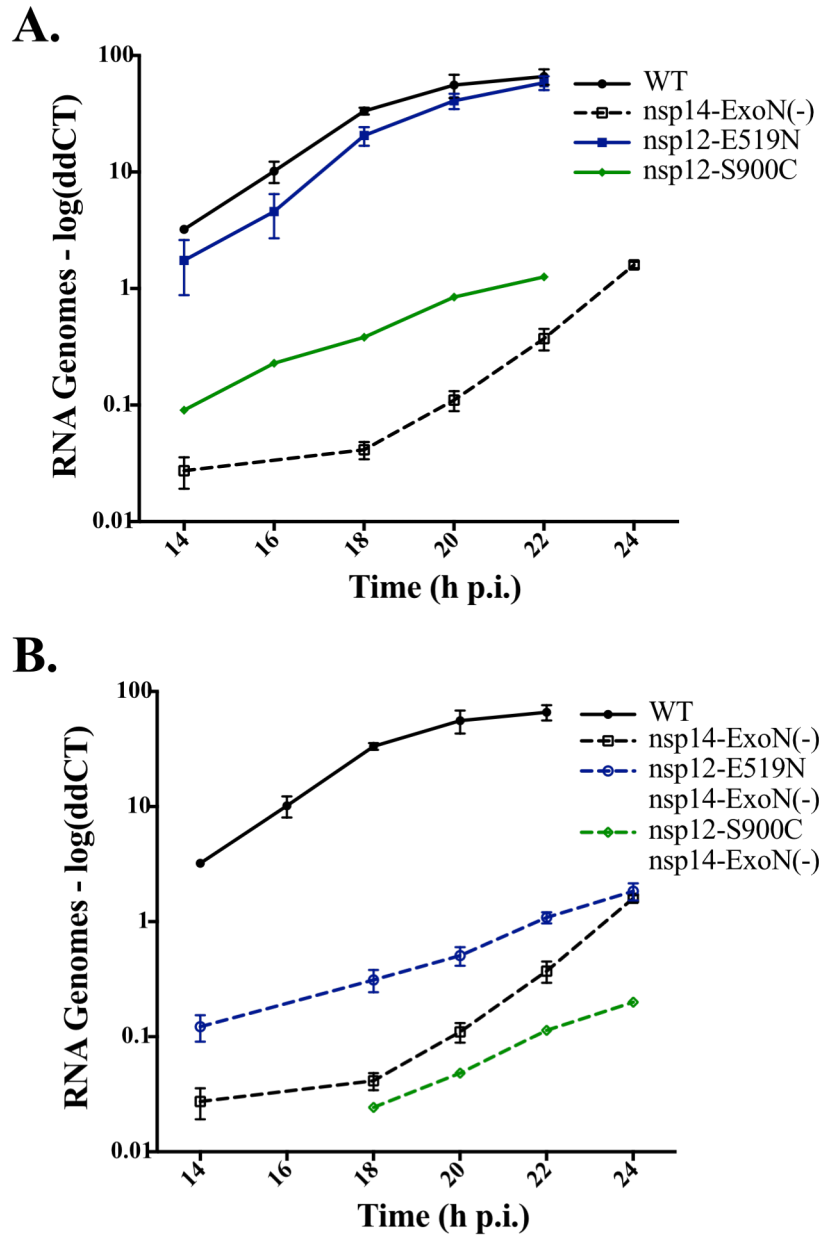 A.
RNA Genomes - log(ddCT)
100
10
1
0.1
0.01
14
16
18
20
22
24
Time (h p.i.)
WT
nsp14-ExoN(-)
nsp12-E519N
nsp12-S900C
B.
RNA Genomes - log(ddCT)
100
10
1
0.1
0.01
14
16
18
20
22
24
Time (h p.i.)
WT
nsp14-ExoN(-)
nsp12-E519N
nsp14-ExoN(-)
nsp12-S900C
nsp14-ExoN(-)